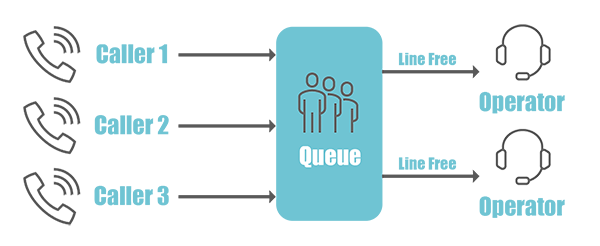 Caller 1
Caller 2
Caller 3
Queue
Line Free
Operator
Line Free
Operator